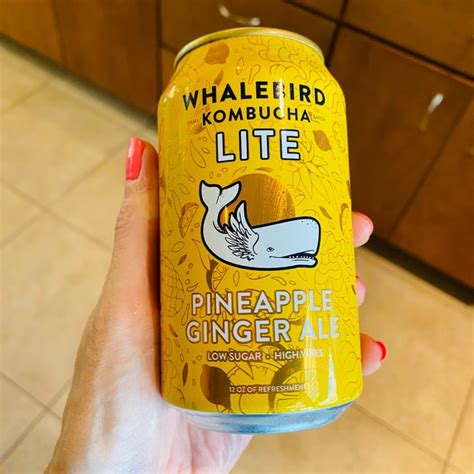 WHALEBIRD
KOMBUCHA
LITE
PINEAPPLE
GINGER ALE
LOW SUGAR • HIGH VIBES
12 OZ OF REFRESHMENT